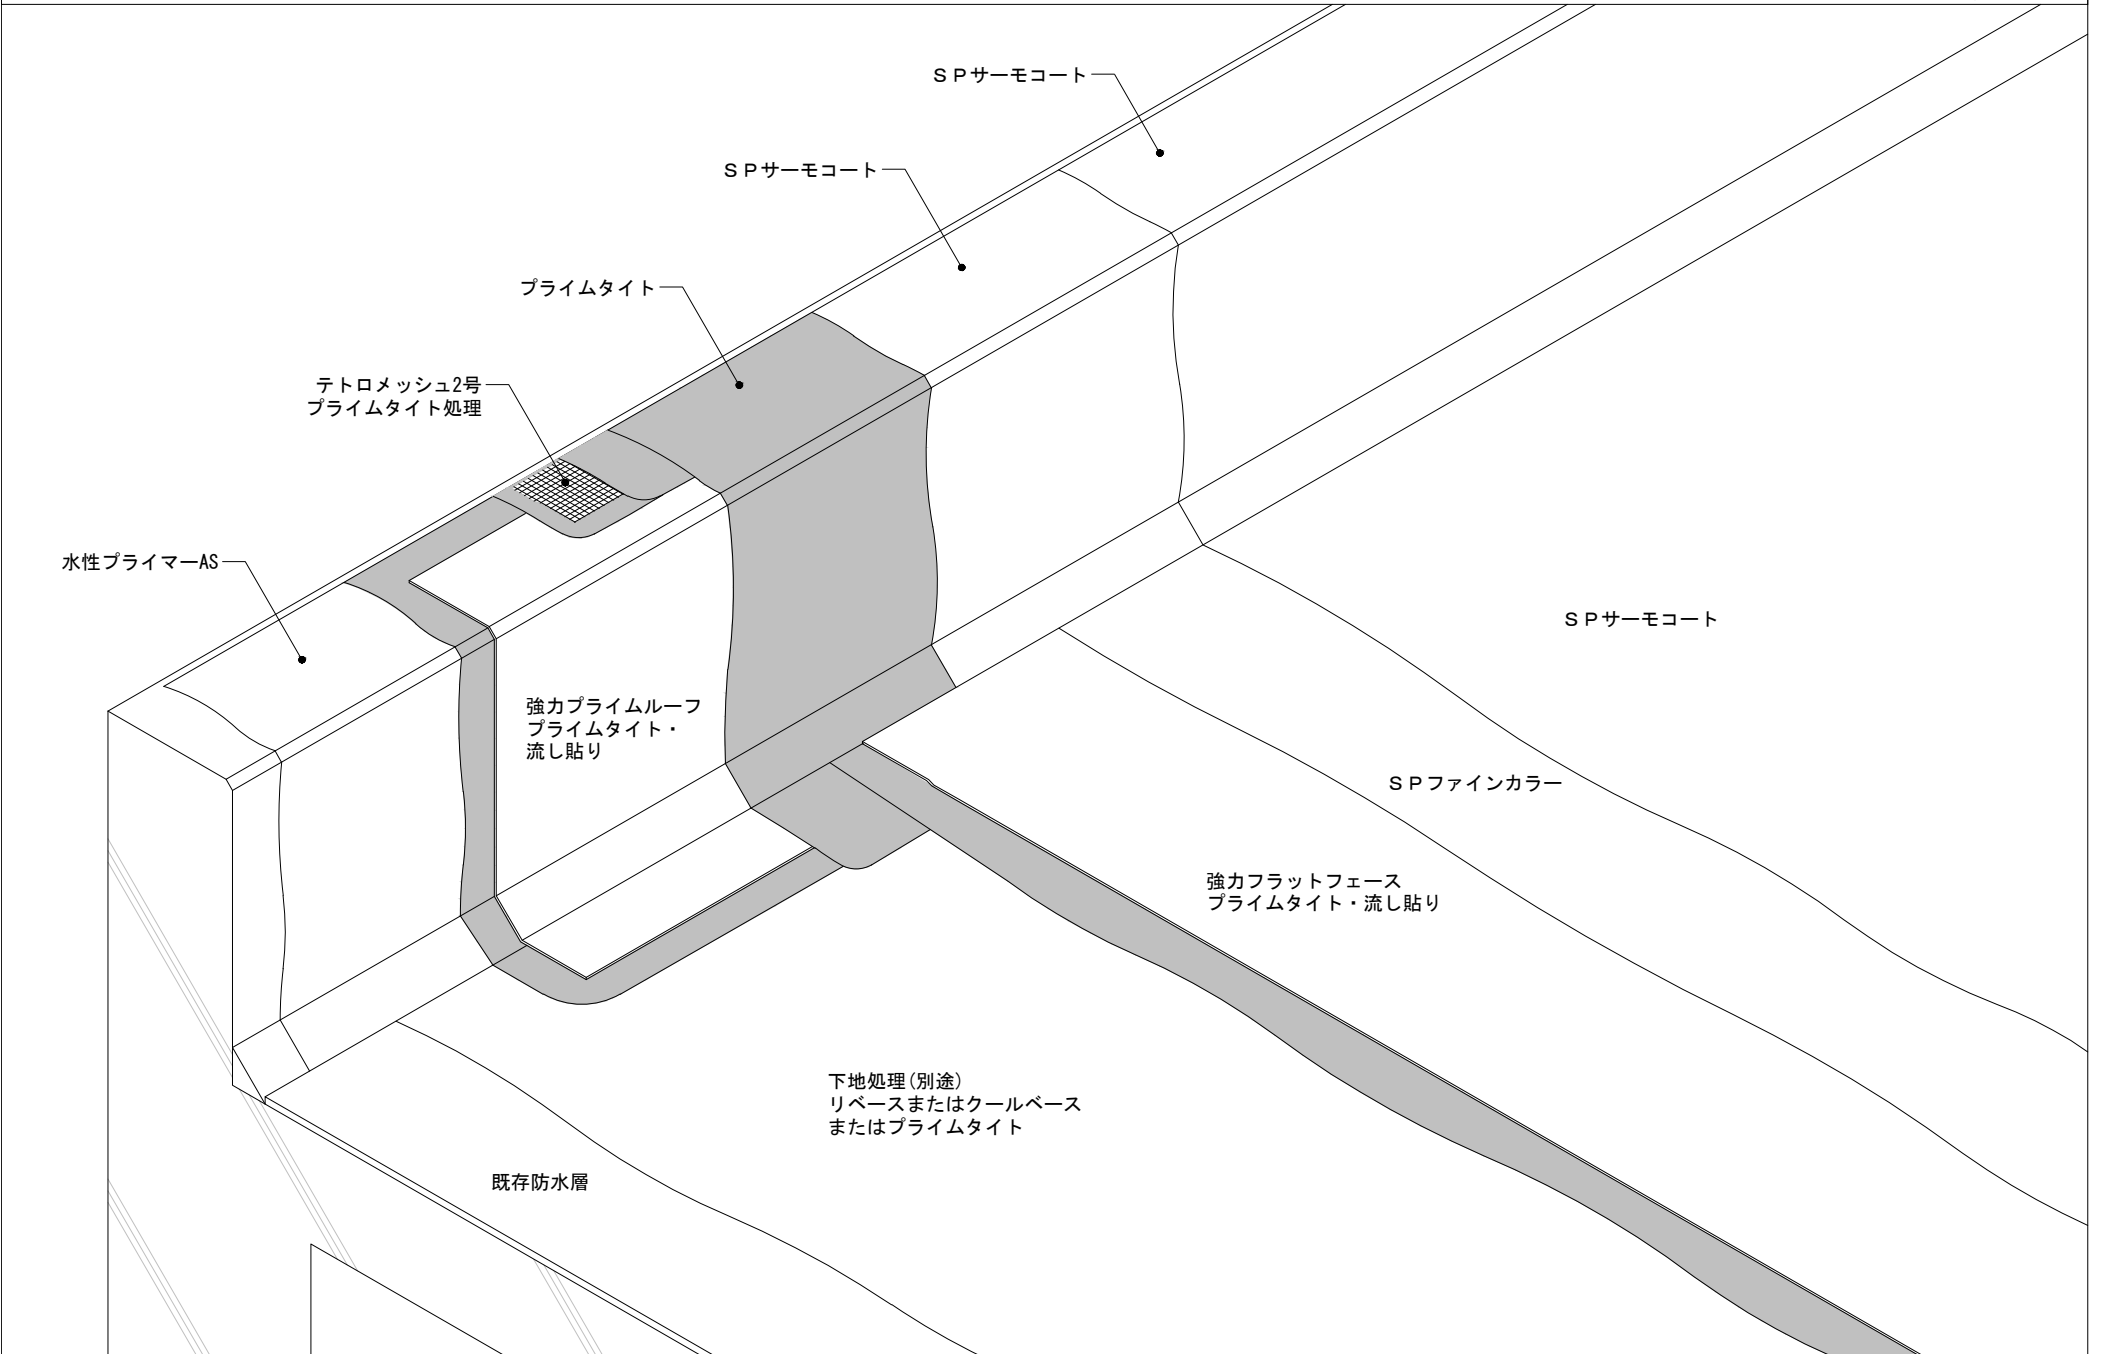 ＳＰサーモコート
ＳＰサーモコート
プライムタイト
テトロメッシュ2号
プライムタイト処理
水性プライマーAS
ＳＰサーモコート
強力プライムルーフ
プライムタイト・
流し貼り
ＳＰファインカラー
強力フラットフェース
プライムタイト・流し貼り
下地処理(別途)
リベースまたはクールベース
またはプライムタイト
既存防水層